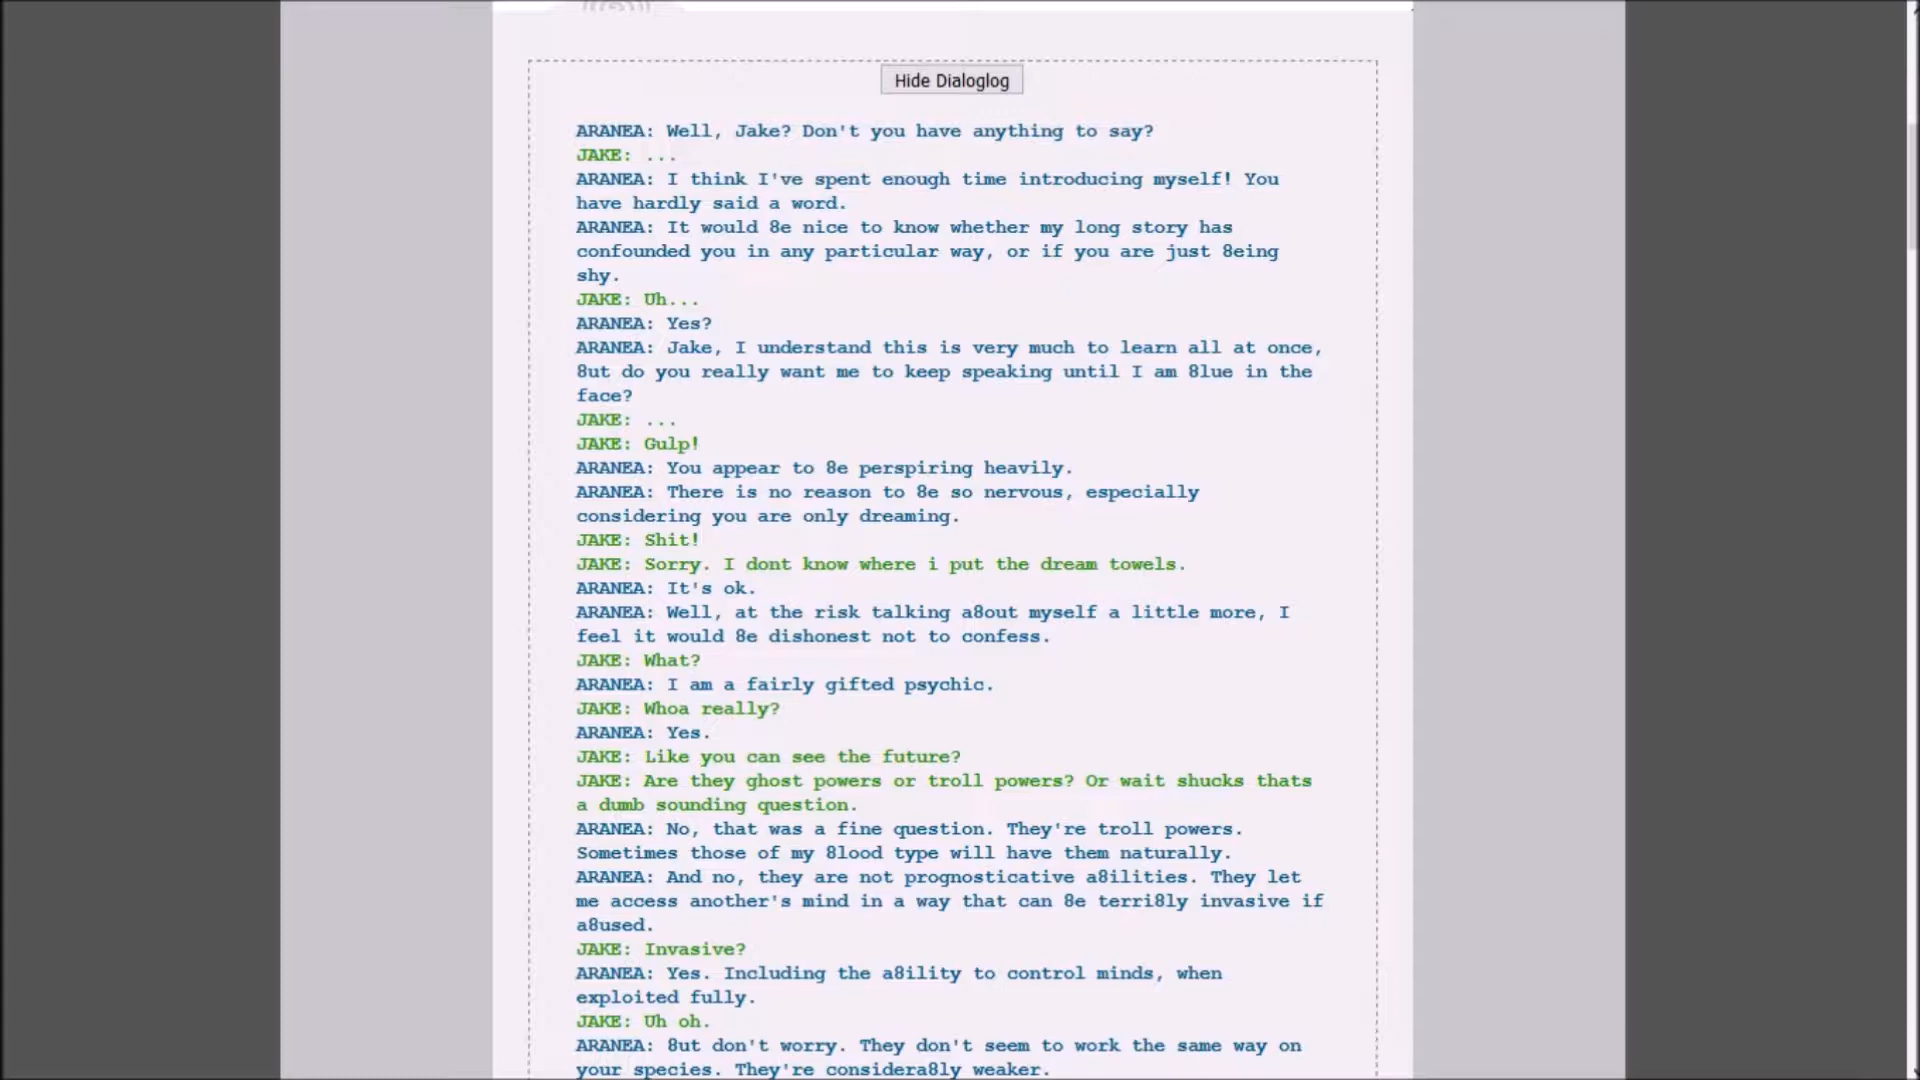 Hide Dialoglog
ARANEA: Well, Jake? Don't you have anything to say?
JAKE: ...
ARANEA: I think I've spent enough time introducing myself! You
have hardly said a word.
ARANEA: It would 8e nice to know whether my long story has
confounded you in any particular way, or if you are just 8eing
shy.
JAKE: Uh...
ARANEA: Yes?
ARANEA: Jake, I understand this is very much to learn all at once,
8ut do you really want me to keep speaking until I am 8lue in the
face?
JAKE: ...
JAKE: Gulp!
ARANEA: You appear to 8e perspiring heavily.
ARANEA: There is no reason to 8e so nervous, especially
considering you are only dreaming.
JAKE: Shit!
JAKE: Sorry. I dont know where i put the dream towels.
ARANEA: It's ok.
ARANEA: Well, at the risk talking a8out myself a little more, I
feel it would 8e dishonest not to confess.
JAKE: What?
ARANEA: I am a fairly gifted psychic.
JAKE: Whoa really?
ARANEA: Yes.
JAKE: Like you can see the future?
JAKE: Are they ghost powers or troll powers? Or wait shucks thats
a dumb sounding question.
ARANEA: No, that was a fine question. They're troll powers.
Sometimes those of my 8lood type will have them naturally.
ARANEA: And no, they are not prognosticative a8ilities. They let
me access another's mind in a way that can 8e terri8ly invasive if
a8used.
JAKE: Invasive?
ARANEA: Yes. Including the a8ility to control minds, when
exploited fully.
JAKE: Uh oh.
ARANEA: 8ut don't worry. They don't seem to work the same way on
your species. They're considera8ly weaker.